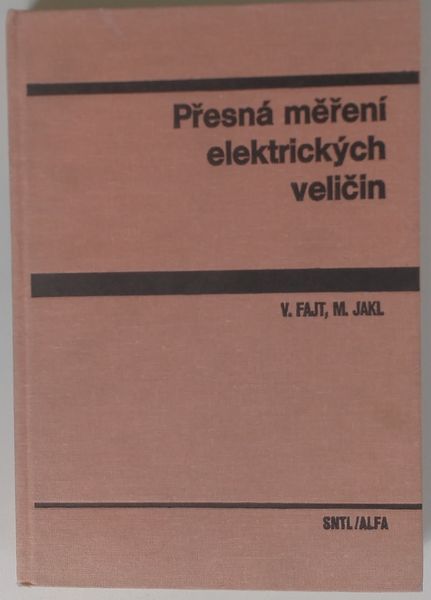 Přesná měření
elektrických
veličin
V. FAJT, M. JAKL
SNTL/ALFA